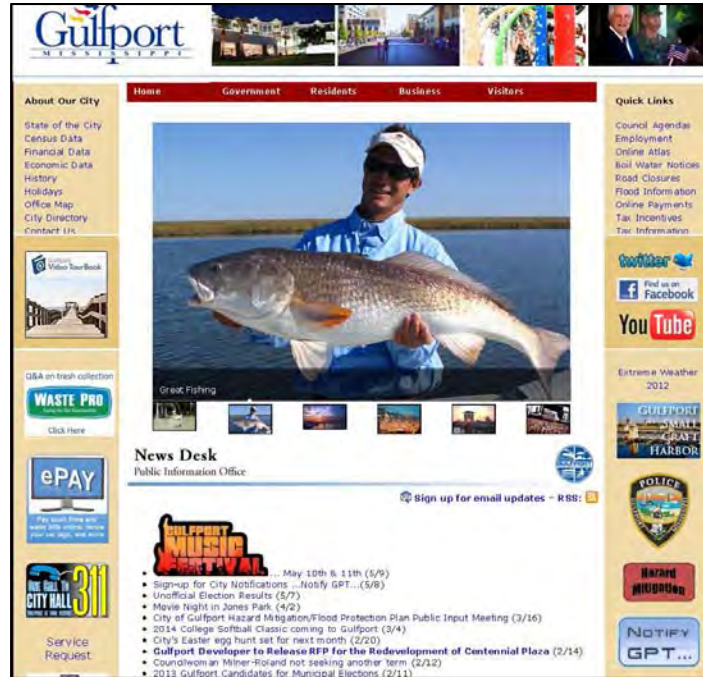 Gulfport
MISSISSIPPI
Home Government Residents Business Visitors
About Our City
State of the City
Census Data
Financial Data
Economic Data
History
Holidays
Office Map
City Directory
Contact Us
Video Tour Book
Q&A on trash collection
WASTE PRO
Click Here
ePAY
Pay court fines and
water bills online, renew
your car tags, and more
ONE CALL TO
CITY HALL 311
Service
Request
Great Fishing
News Desk
Public Information Office
Sign up for email updates - RSS:
GULFPORT
MUSIC
FESTIVAL
... May 10th & 11th (5/9)
Sign-up for City Notifications ...Notify GPT...(5/8)
Unofficial Election Results (5/7)
Movie Night in Jones Park (4/2)
City of Gulfport Hazard Mitigation/Flood Protection Plan Public Input Meeting (3/16)
2014 College Softball Classic coming to Gulfport (3/4)
City's Easter egg hunt set for next month (2/20)
Gulfport Developer to Release RFP for the Redevelopment of Centennial Plaza (2/14)
Councilwoman Milner-Roland not seeking another term (2/12)
2013 Gulfport Candidates for Municipal Elections (2/11)
Quick Links
Council Agendas
Employment
Online Atlas
Boil Water Notices
Road Closures
Flood Information
Online Payments
Tax Incentives
Tax Information
twitter
Find us on
Facebook
You Tube
Extreme Weather
2012
GULFPORT
SMALL
CRAFT
HARBOR
POLICE
Hazard
Mitigation
NOTIFY
GPT...